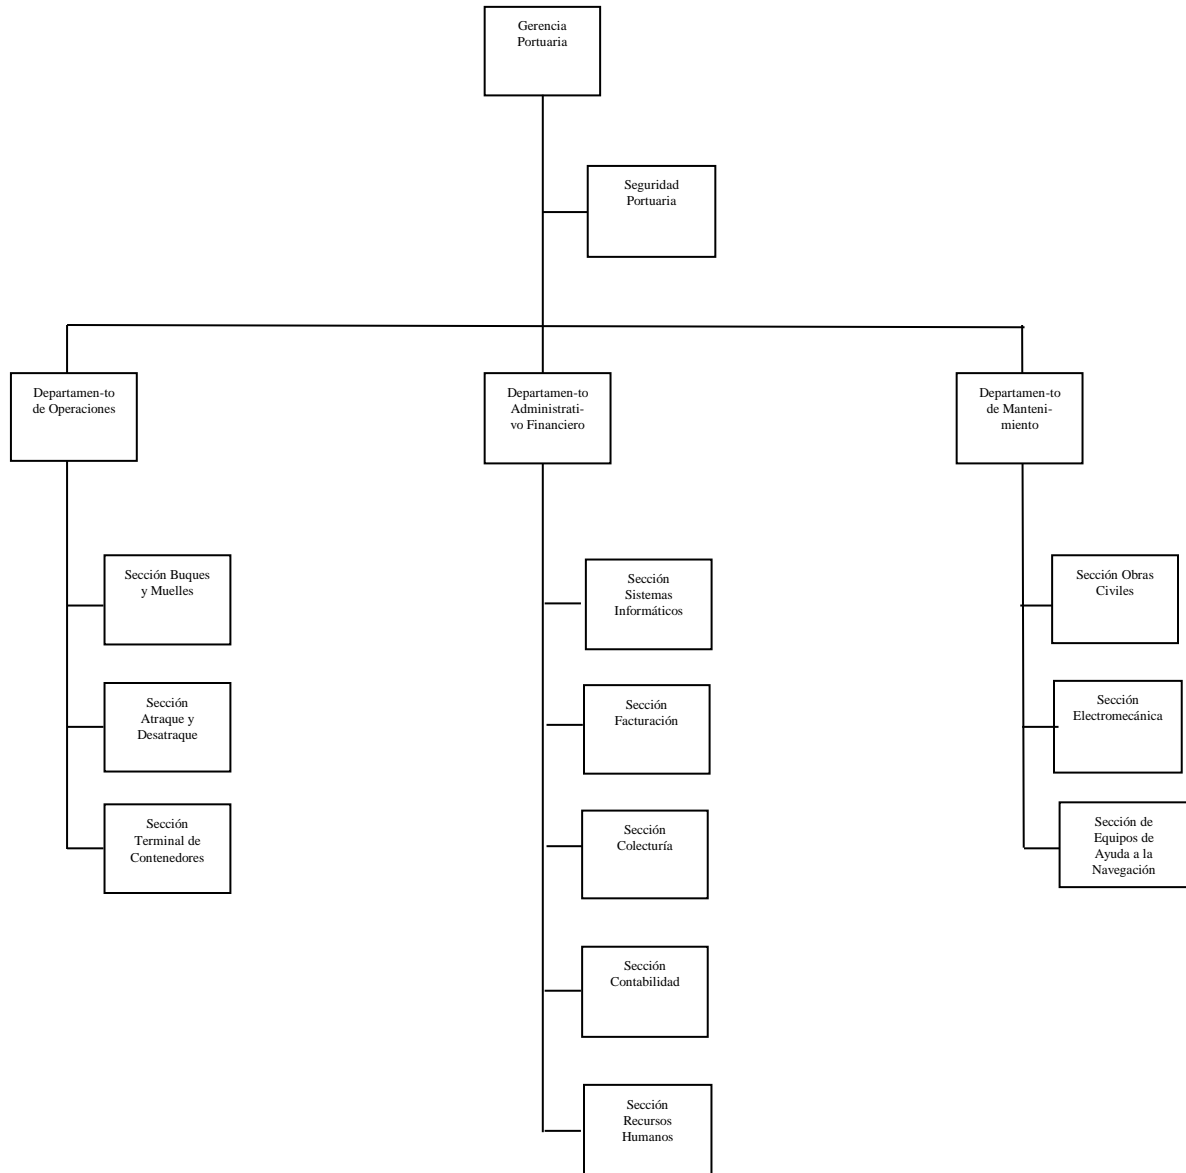 Gerencia
Portuaria
Seguridad
Portuaria
Departamen-to
de Operaciones
Departamen-to
Administrati-
vo Financiero
Departamen-to
de Manteni-
miento
Sección Buques
y Muelles
Sección
Atraque y
Desatraque
Sección
Terminal de
Contenedores
Sección
Sistemas
Informáticos
Sección
Facturación
Sección
Colecturía
Sección
Contabilidad
Sección
Recursos
Humanos
Sección Obras
Civiles
Sección
Electromecánica
Sección de
Equipos de
Ayuda a la
Navegación